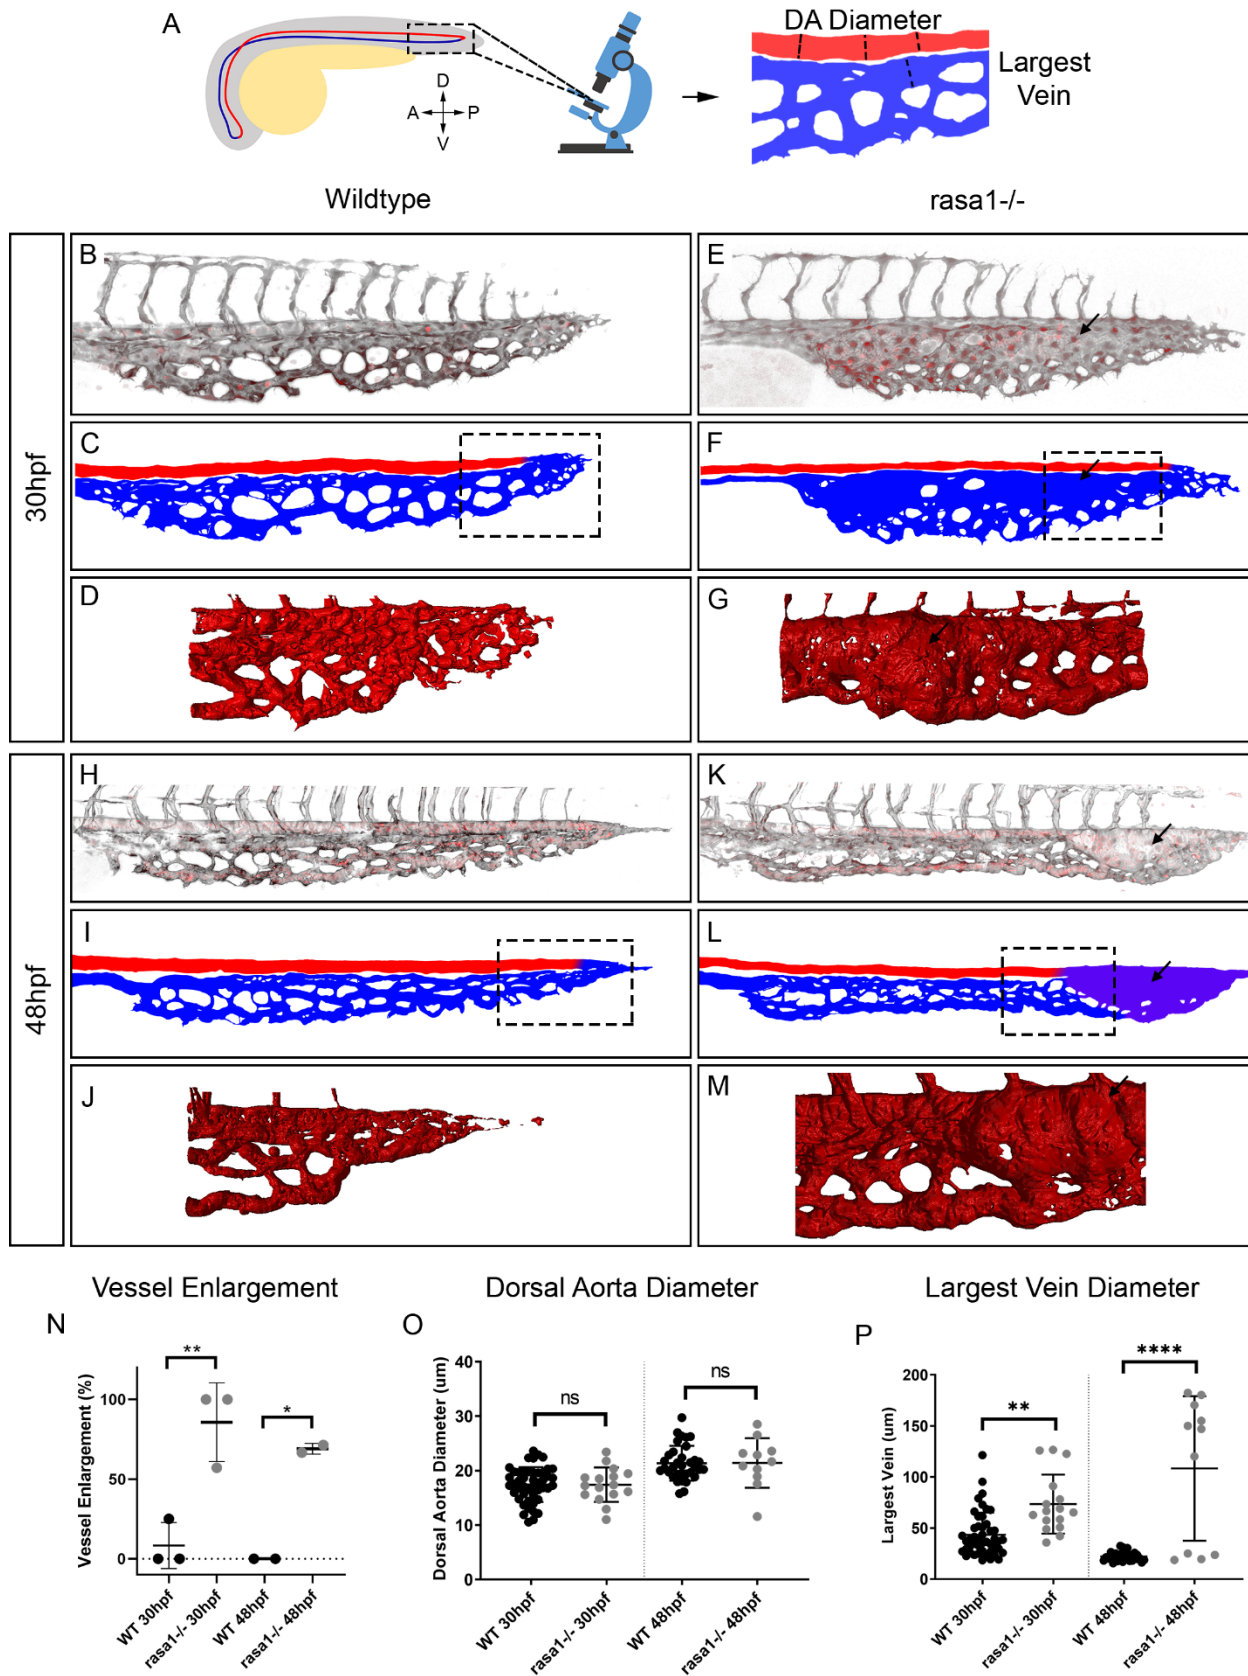 A
DA Diameter
Largest
Vein
D
A P
V
Wildtype
rasa1-/-
30hpf
B
E
C
F
D
G
48hpf
H
K
I
L
J
M
Vessel Enlargement
Dorsal Aorta Diameter
Largest Vein Diameter
N
Vessel Enlargement (%)
100
50
0
**
*
WT 30hpf
rasa1-/- 30hpf
WT 48hpf
rasa1-/- 48hpf
O
Dorsal Aorta Diameter (um)
40
30
20
10
0
ns
ns
WT 30hpf
rasa1-/- 30hpf
WT 48hpf
rasa1-/- 48hpf
P
Largest Vein (um)
200
150
100
50
0
**
****
WT 30hpf
rasa1-/- 30hpf
WT 48hpf
rasa1-/- 48hpf